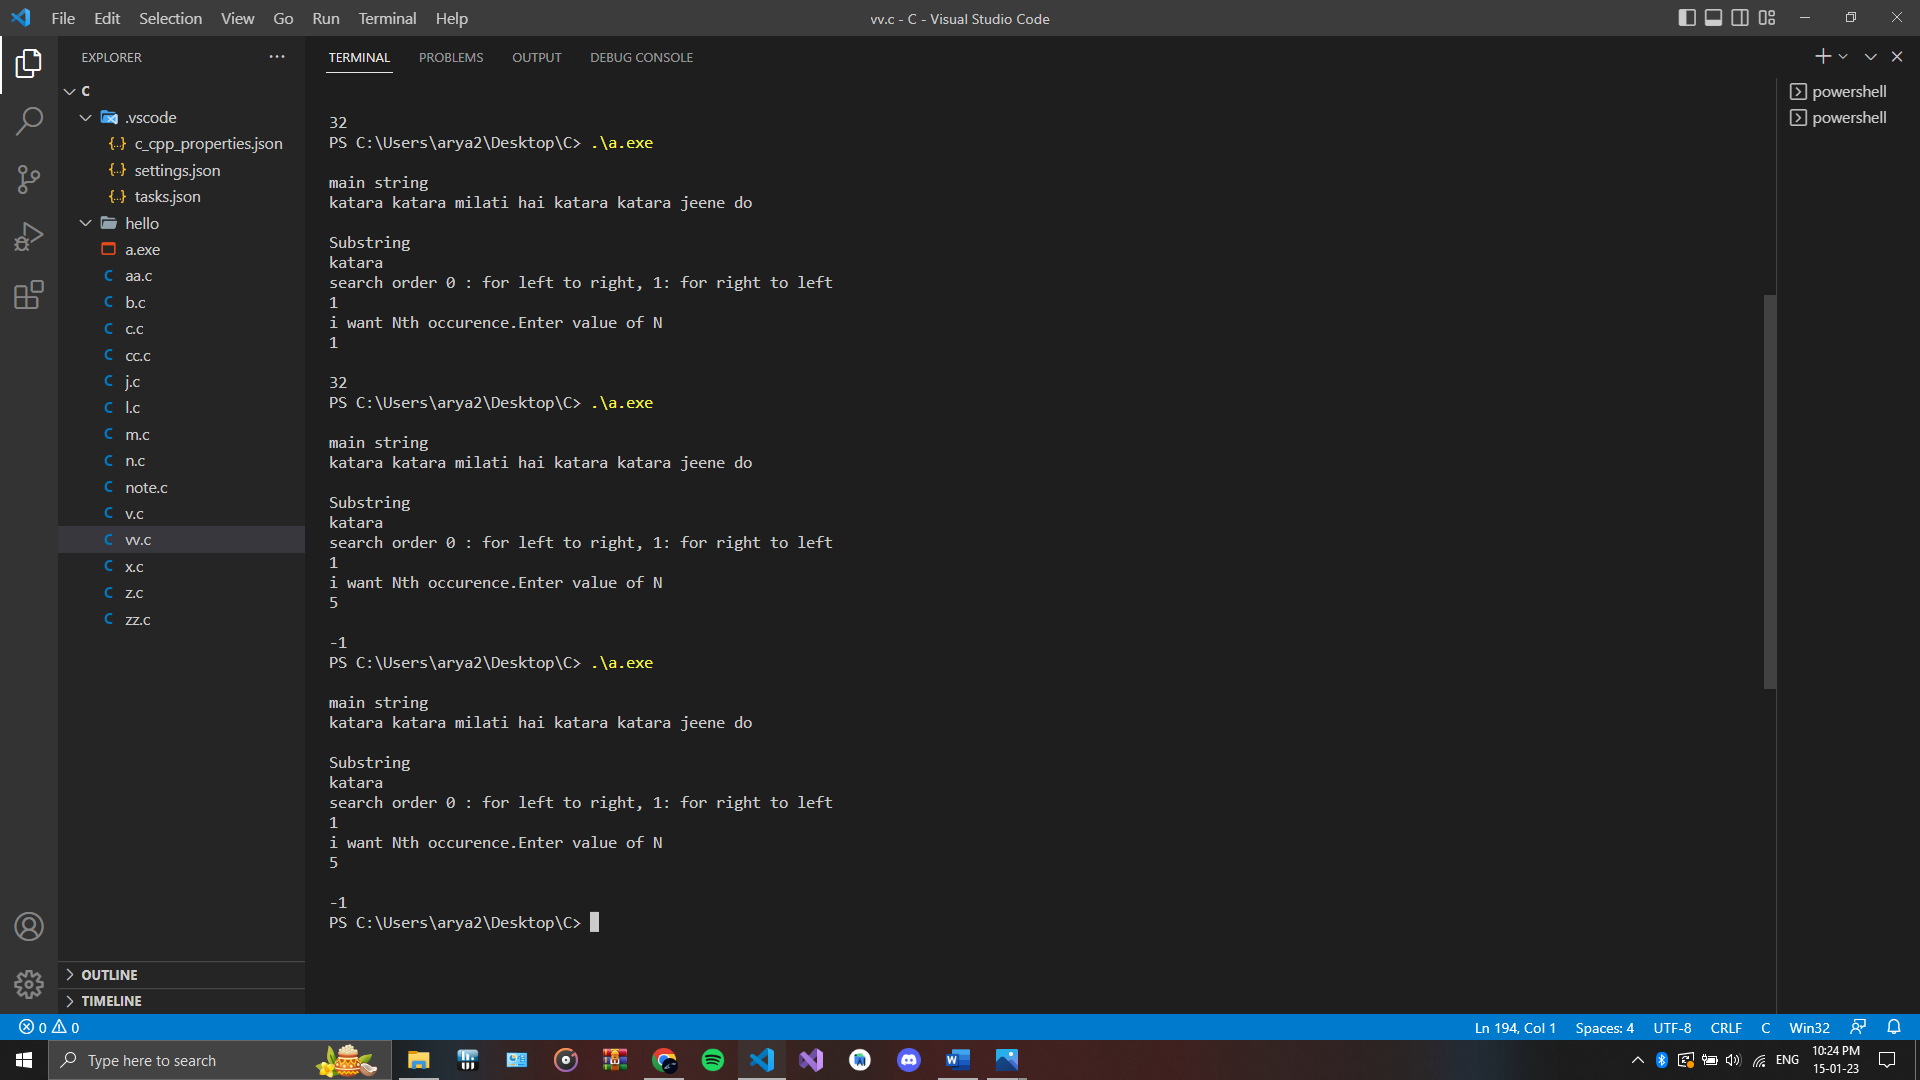 File Edit Selection View Go Run Terminal Help
vv.c - C - Visual Studio Code
EXPLORER
C
.vscode
{..} c_cpp_properties.json
{..} settings.json
{..} tasks.json
hello
a.exe
C aa.c
C b.c
C c.c
C cc.c
C j.c
C l.c
C m.c
C n.c
C note.c
C v.c
C vv.c
C x.c
C z.c
C zz.c
OUTLINE
TIMELINE
TERMINAL PROBLEMS OUTPUT DEBUG CONSOLE
32
PS C:\Users\arya2\Desktop\C> .\a.exe
main string
katara katara milati hai katara katara jeene do
Substring
katara
search order 0 : for left to right, 1: for right to left
1
i want Nth occurence.Enter value of N
1
32
PS C:\Users\arya2\Desktop\C> .\a.exe
main string
katara katara milati hai katara katara jeene do
Substring
katara
search order 0 : for left to right, 1: for right to left
1
i want Nth occurence.Enter value of N
5
-1
PS C:\Users\arya2\Desktop\C> .\a.exe
main string
katara katara milati hai katara katara jeene do
Substring
katara
search order 0 : for left to right, 1: for right to left
1
i want Nth occurence.Enter value of N
5
-1
PS C:\Users\arya2\Desktop\C>
powershell
powershell
0 0
Ln 194, Col 1 Spaces: 4 UTF-8 CRLF C Win32
Type here to search
ENG
10:24 PM
15-01-23